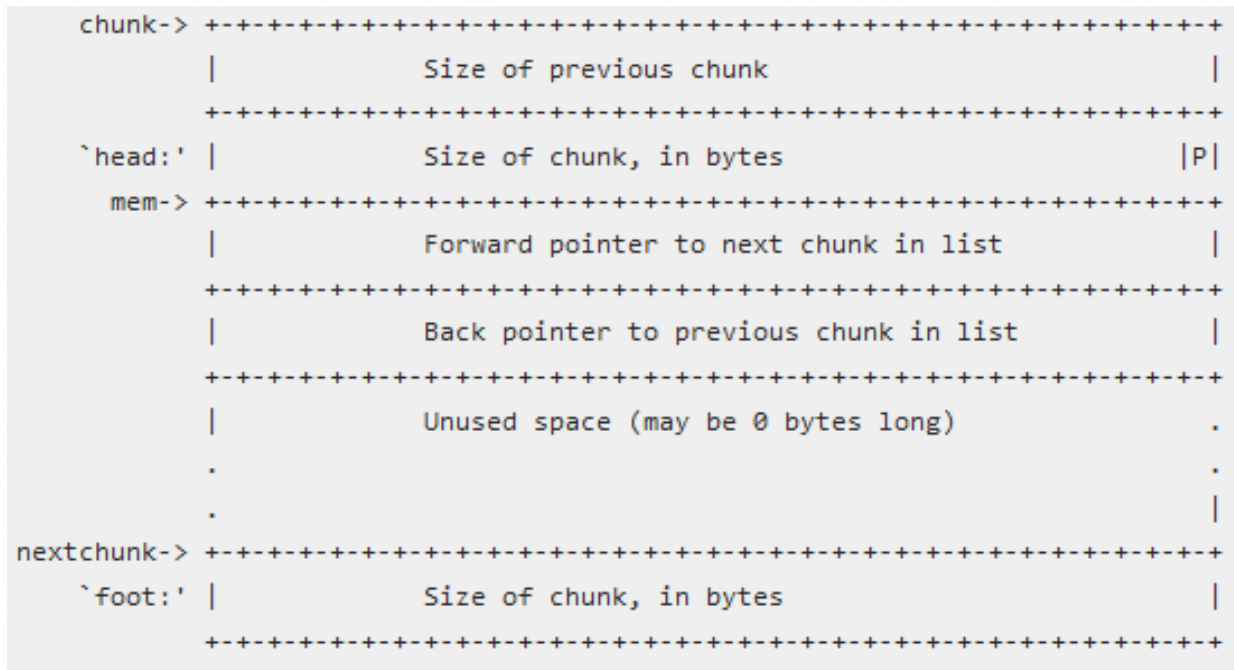 chunk-> +-+-+-+-+-+-+-+-+-+-+-+-+-+-+-+-+-+-+-+-+-+-+-+-+-+-+-+-+-+-+-+-+
| Size of previous chunk |
+-+-+-+-+-+-+-+-+-+-+-+-+-+-+-+-+-+-+-+-+-+-+-+-+-+-+-+-+-+-+-+-+
`head:' | Size of chunk, in bytes |P|
mem-> +-+-+-+-+-+-+-+-+-+-+-+-+-+-+-+-+-+-+-+-+-+-+-+-+-+-+-+-+-+-+-+-+
| Forward pointer to next chunk in list |
+-+-+-+-+-+-+-+-+-+-+-+-+-+-+-+-+-+-+-+-+-+-+-+-+-+-+-+-+-+-+-+-+
| Back pointer to previous chunk in list |
+-+-+-+-+-+-+-+-+-+-+-+-+-+-+-+-+-+-+-+-+-+-+-+-+-+-+-+-+-+-+-+-+
| Unused space (may be 0 bytes long) .
. .
. |
nextchunk-> +-+-+-+-+-+-+-+-+-+-+-+-+-+-+-+-+-+-+-+-+-+-+-+-+-+-+-+-+-+-+-+-+
`foot:' | Size of chunk, in bytes |
+-+-+-+-+-+-+-+-+-+-+-+-+-+-+-+-+-+-+-+-+-+-+-+-+-+-+-+-+-+-+-+-+